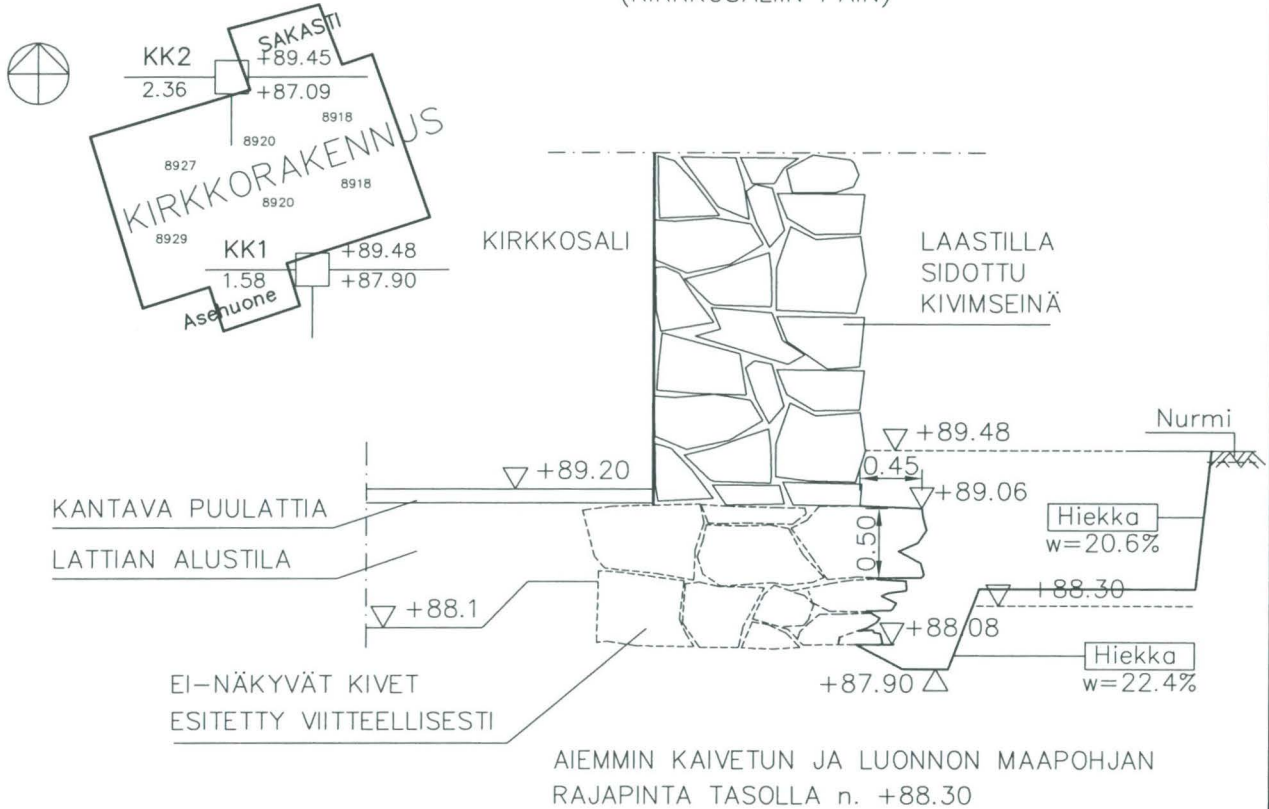 (KIRKKOSALIIN PÄIN)
SAKASTI
KK2
+89.45
2.36
+87.09
8918
8920
8927
KIRKKORAKENNUS
8918
8920
8929
KK1
+89.48
1.58
+87.90
Asehuone
KIRKKOSALI
LAASTILLA
SIDOTTU
KIVIMSEINÄ
Nurmi
+89.48
0.45
+89.20
+89.06
KANTAVA PUULATTIA
Hiekka
w=20.6%
0.50
LATTIAN ALUSTILA
+88.30
+88.1
+88.08
Hiekka
w=22.4%
+87.90
EI-NÄKYVÄT KIVET
ESITETTY VIITTEELLISESTI
AIEMMIN KAIVETUN JA LUONNON MAAPOHJAN
RAJAPINTA TASOLLA n. +88.30